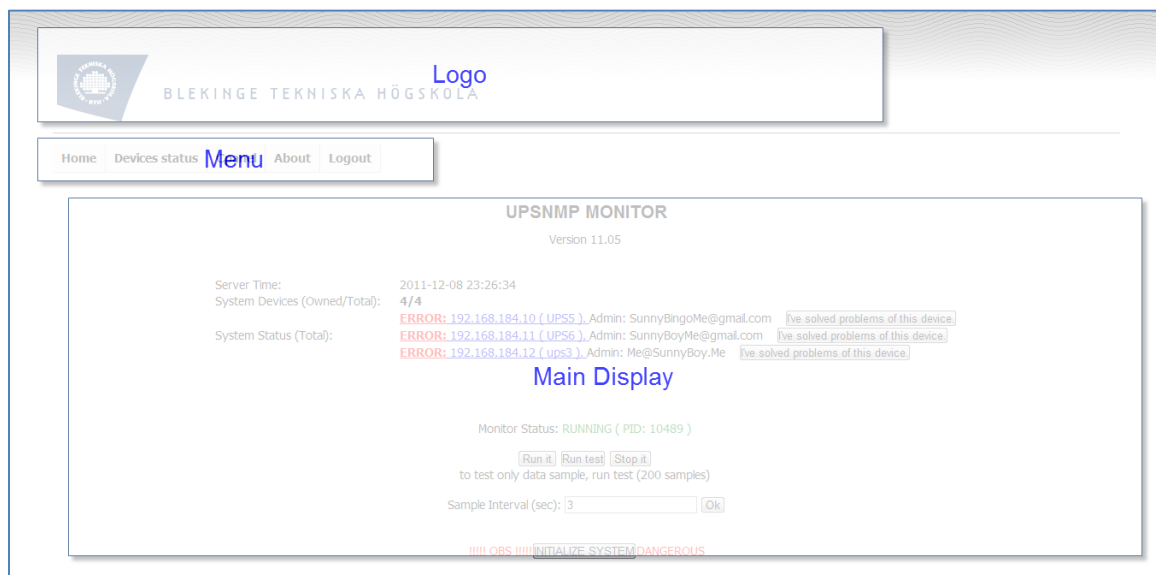 Logo
BLEKINGE TEKNISKA HÖGSKOLA
Home Devices status Menu About Logout
UPSNMP MONITOR
Version 11.05
Server Time: 2011-12-08 23:26:34
System Devices (Owned/Total): 4/4
ERROR: 192.168.184.10 ( UPS5 ), Admin: SunnyBingoMe@gmail.com I've solved problems of this device.
System Status (Total): ERROR: 192.168.184.11 ( UPS6 ), Admin: SunnyBoyMe@gmail.com I've solved problems of this device.
ERROR: 192.168.184.12 ( ups3 ), Admin: Me@SunnyBoy.Me I've solved problems of this device.
Main Display
Monitor Status: RUNNING ( PID: 10489 )
Run it Run test Stop it
to test only data sample, run test (200 samples)
Sample Interval (sec): 3 Ok
!!!!! OBS !!!!! INITIALIZE SYSTEM DANGEROUS